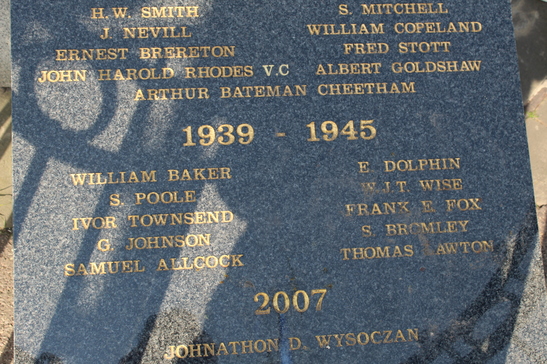 H.W. SMITH S. MITCHELL
J. NEVILL WILLIAM COPELAND
ERNEST BRERETON FRED STOTT
JOHN HAROLD RHODES V.C ALBERT GOLDSHAW
ARTHUR BATEMAN CHEETHAM
1939 - 1945
WILLIAM BAKER E DOLPHIN
S. POOLE W.J.T. WISE
IVOR TOWNSEND FRANK E. FOX
G. JOHNSON S. BROMLEY
SAMUEL ALLCOCK THOMAS LAWTON
2007
JOHNATHON D. WYSOCZAN